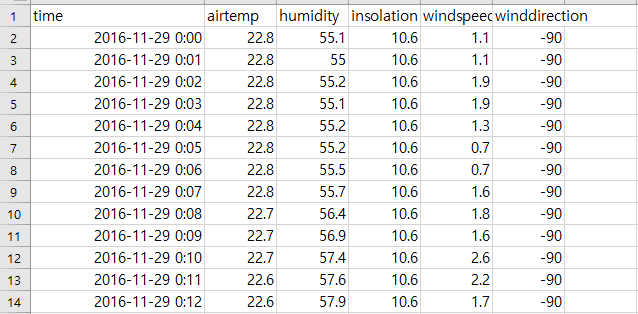 1 time airtemp humidity insolation windspeed winddirection
2 2016-11-29 0:00 22.8 55.1 10.6 1.1 -90
3 2016-11-29 0:01 22.8 55 10.6 1.1 -90
4 2016-11-29 0:02 22.8 55.2 10.6 1.9 -90
5 2016-11-29 0:03 22.8 55.1 10.6 1.9 -90
6 2016-11-29 0:04 22.8 55.2 10.6 1.3 -90
7 2016-11-29 0:05 22.8 55.2 10.6 0.7 -90
8 2016-11-29 0:06 22.8 55.5 10.6 0.7 -90
9 2016-11-29 0:07 22.8 55.7 10.6 1.6 -90
10 2016-11-29 0:08 22.7 56.4 10.6 1.8 -90
11 2016-11-29 0:09 22.7 56.9 10.6 1.6 -90
12 2016-11-29 0:10 22.7 57.4 10.6 2.6 -90
13 2016-11-29 0:11 22.6 57.6 10.6 2.2 -90
14 2016-11-29 0:12 22.6 57.9 10.6 1.7 -90